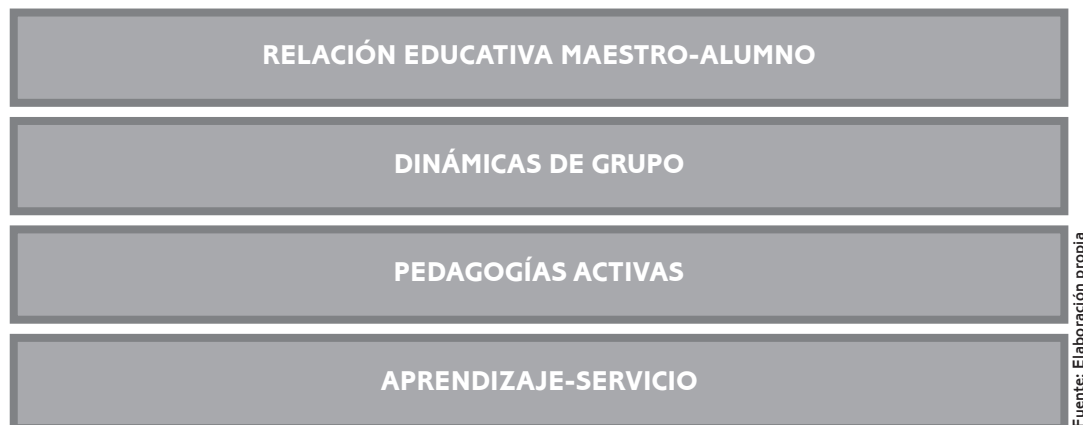 RELACIÓN EDUCATIVA MAESTRO-ALUMNO
DINÁMICAS DE GRUPO
PEDAGOGÍAS ACTIVAS
APRENDIZAJE-SERVICIO
Fuente: Elaboración propia